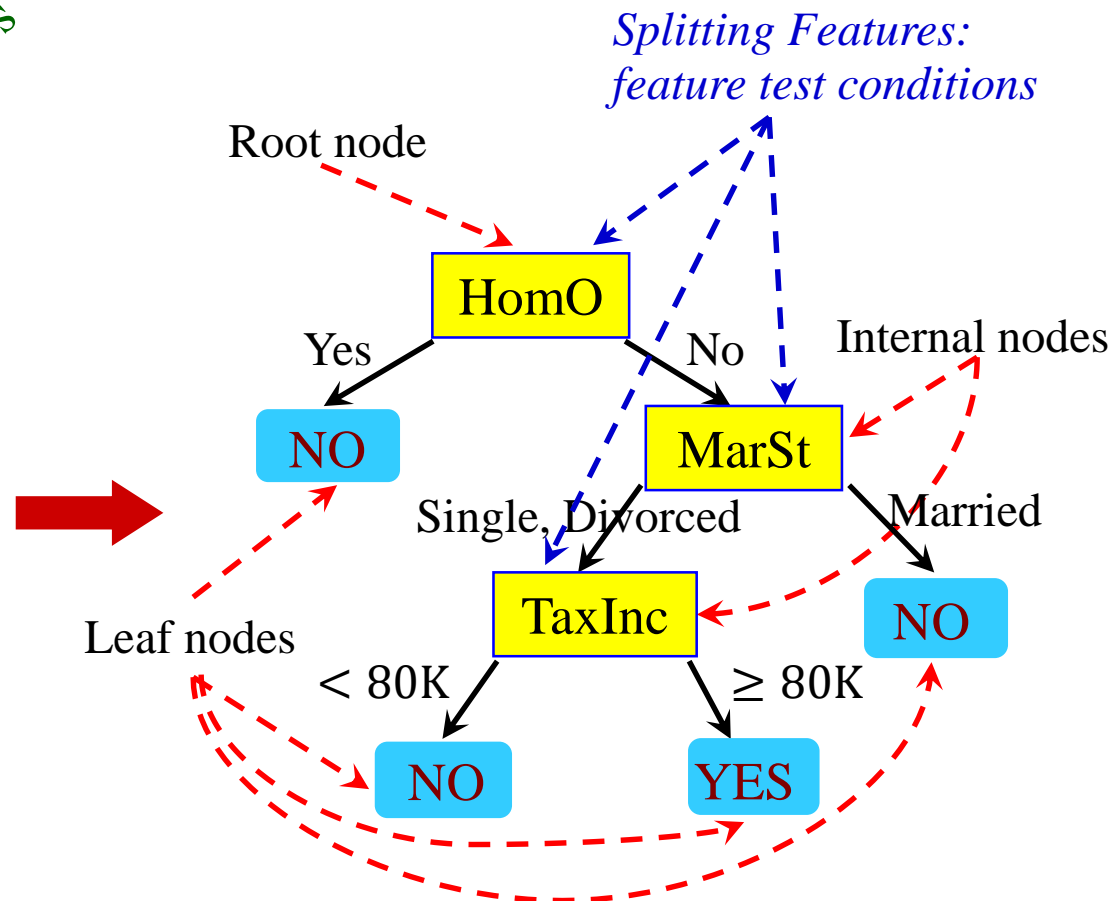 s
Splitting Features:
feature test conditions
Root node
HomO
Yes
No
Internal nodes
NO
MarSt
Single, Divorced
Married
TaxInc
NO
Leaf nodes
< 80K
≥ 80K
NO
YES